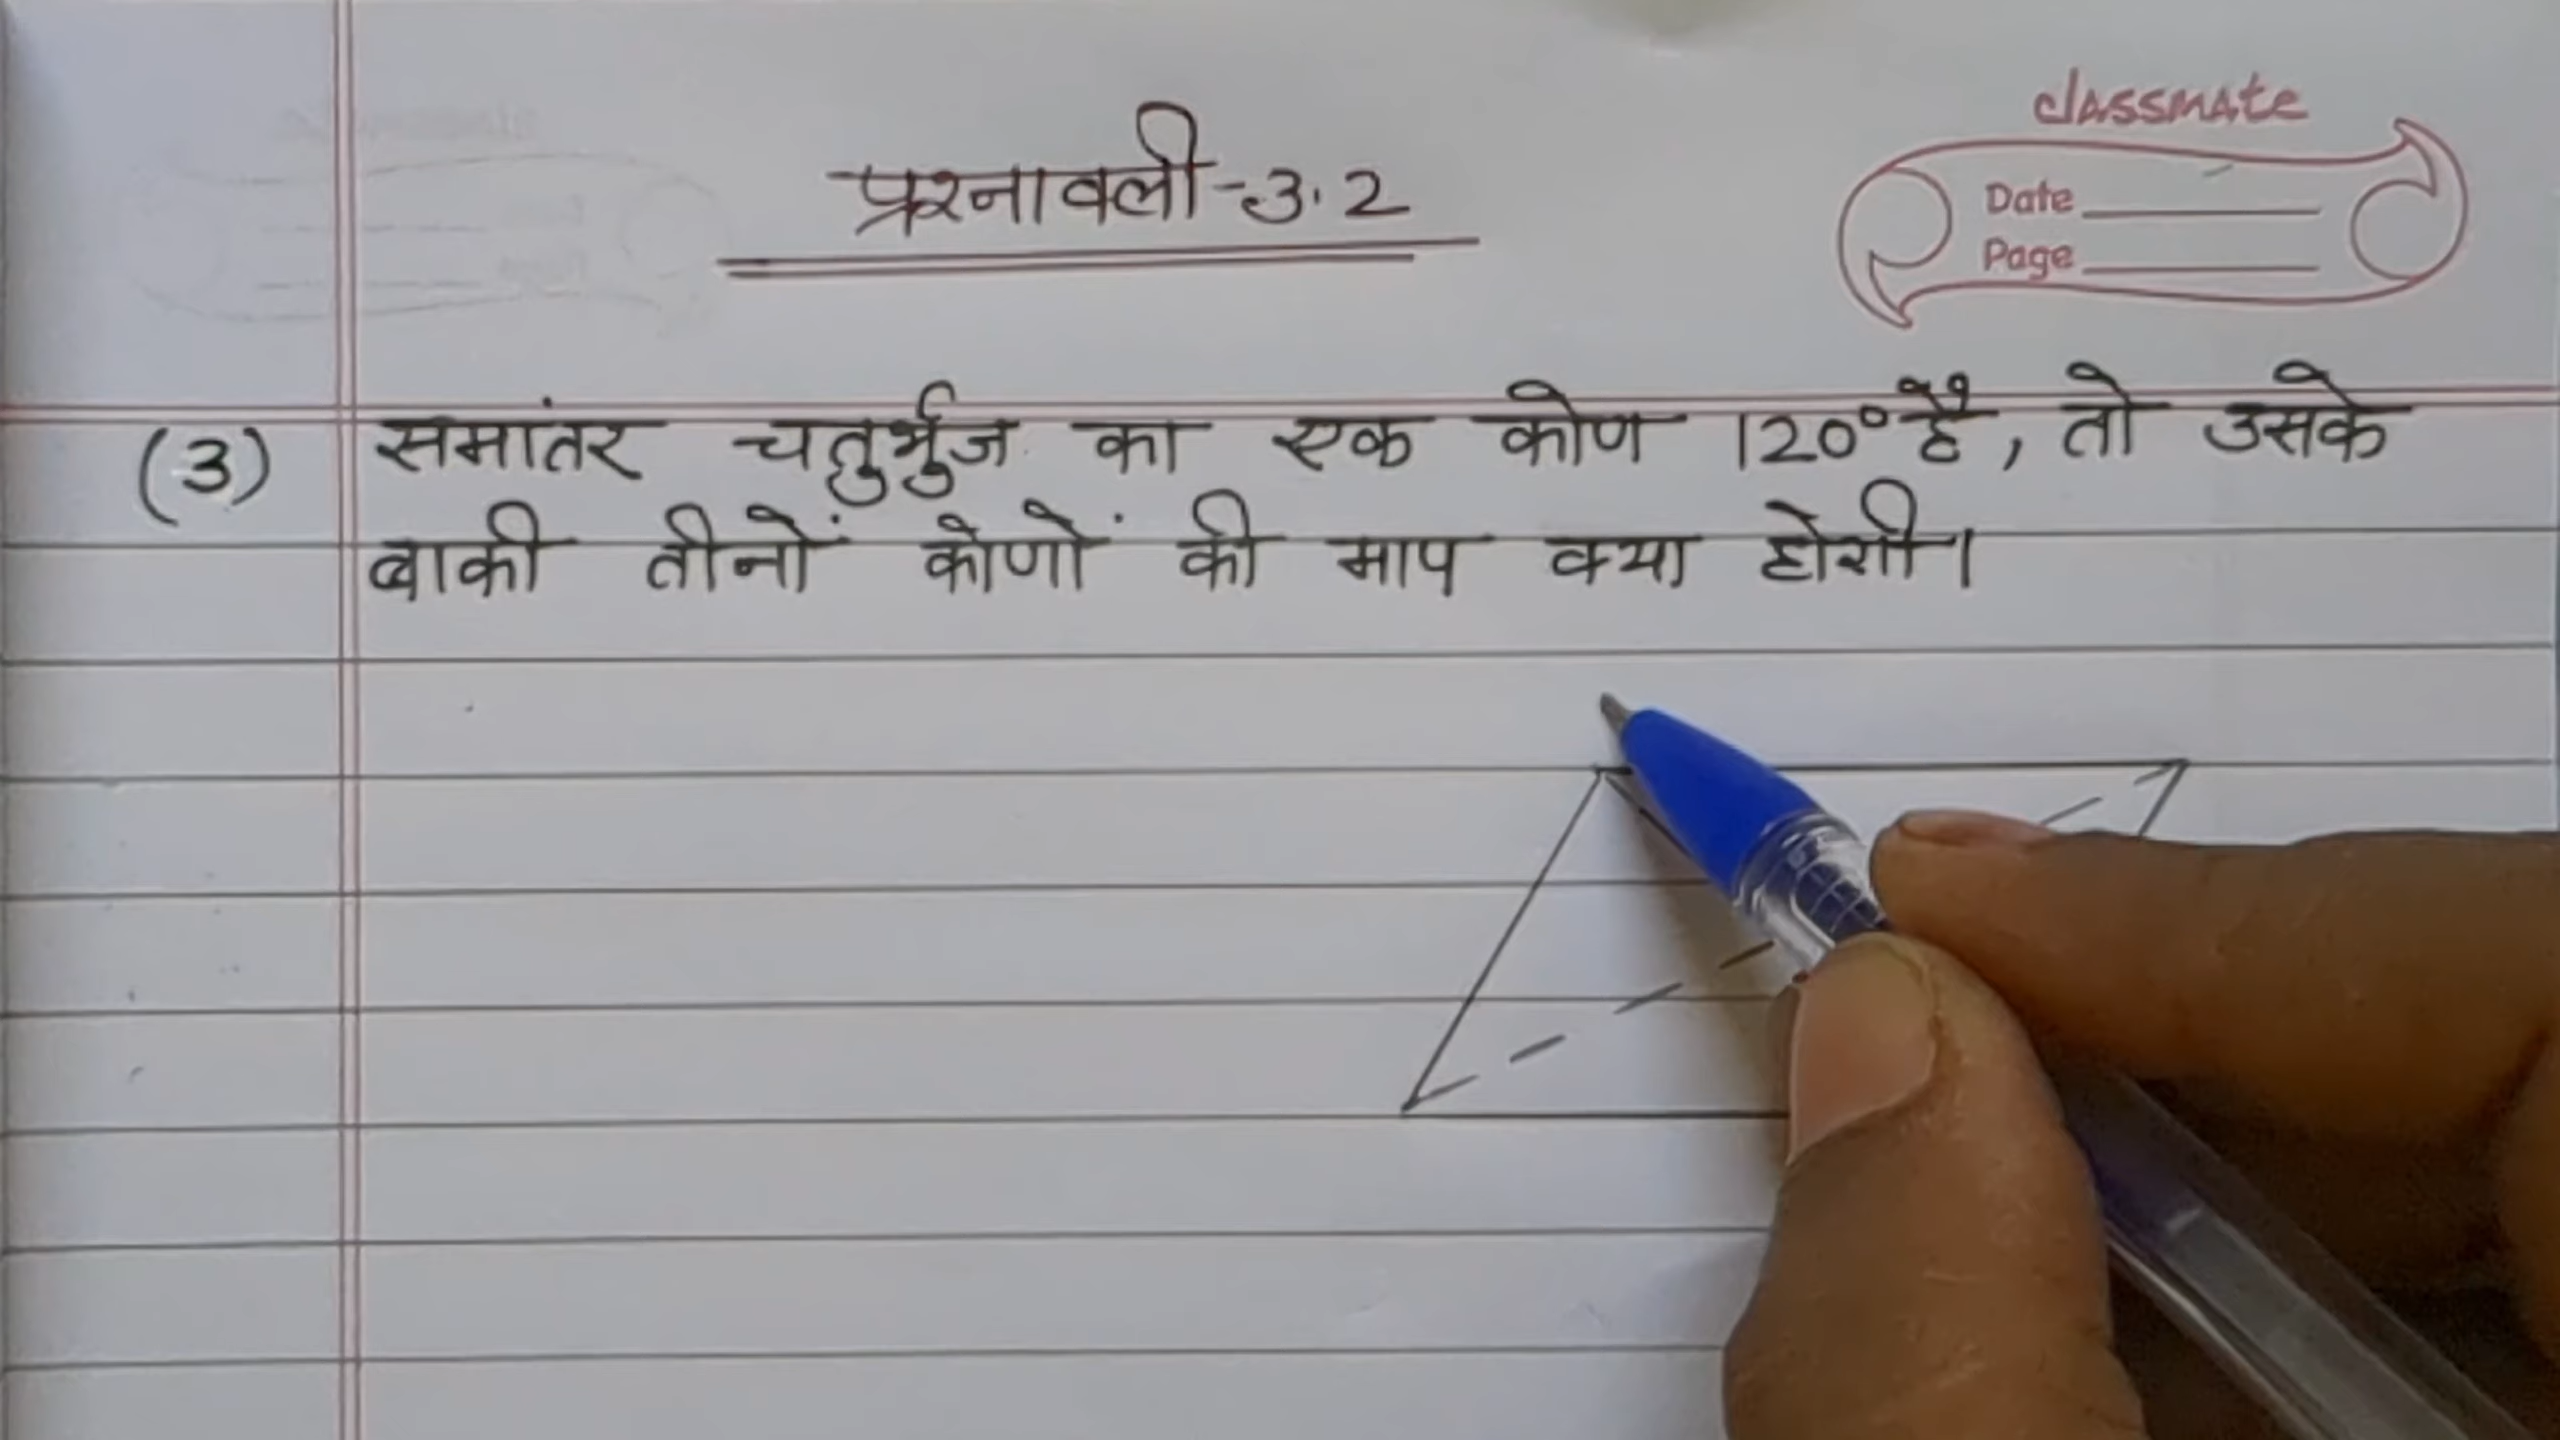 classmate
Date
Page
प्रश्नावली-3.2
(3) समांतर चतुर्भुज का एक कोण 120° है, तो उसके
बाकी तीनों कोणों की माप क्या होगी।